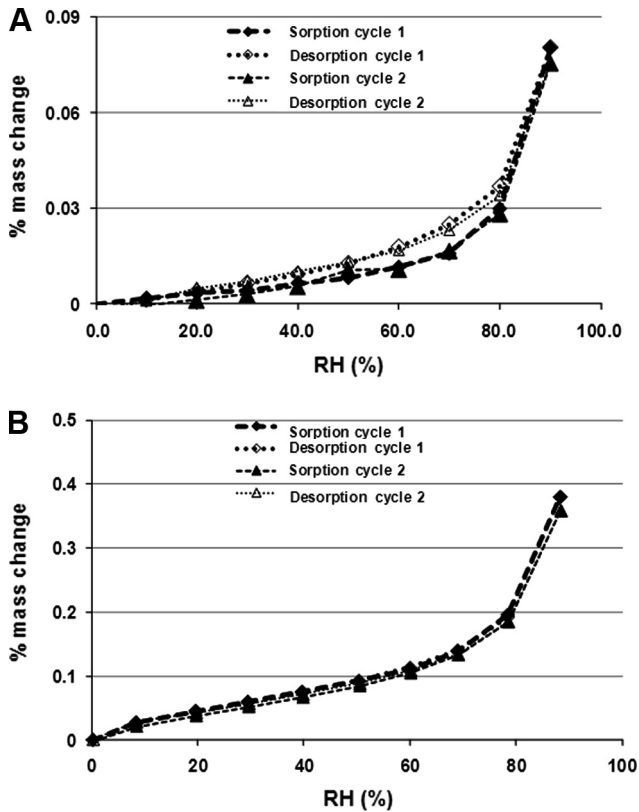 A
0.09
0.06
0.03
0
% mass change
Sorption cycle 1
Desorption cycle 1
Sorption cycle 2
Desorption cycle 2
0.0 20.0 40.0 60.0 80.0 100.0
RH (%)
B
0.5
0.4
0.3
0.2
0.1
0
% mass change
Sorption cycle 1
Desorption cycle 1
Sorption cycle 2
Desorption cycle 2
0 20 40 60 80 100
RH (%)